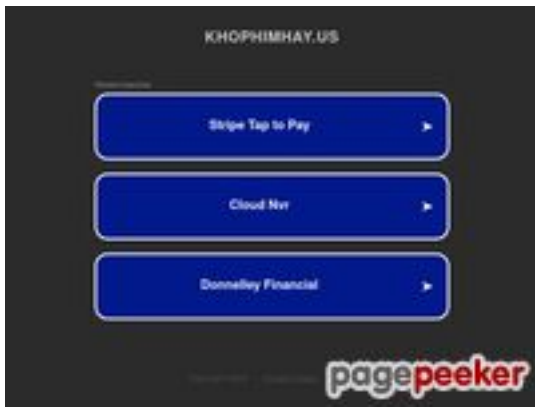 KHOPHIMHAY.US
Stripe Tap to Pay
Cloud Nvr
Donnelley Financial
pagepeeker